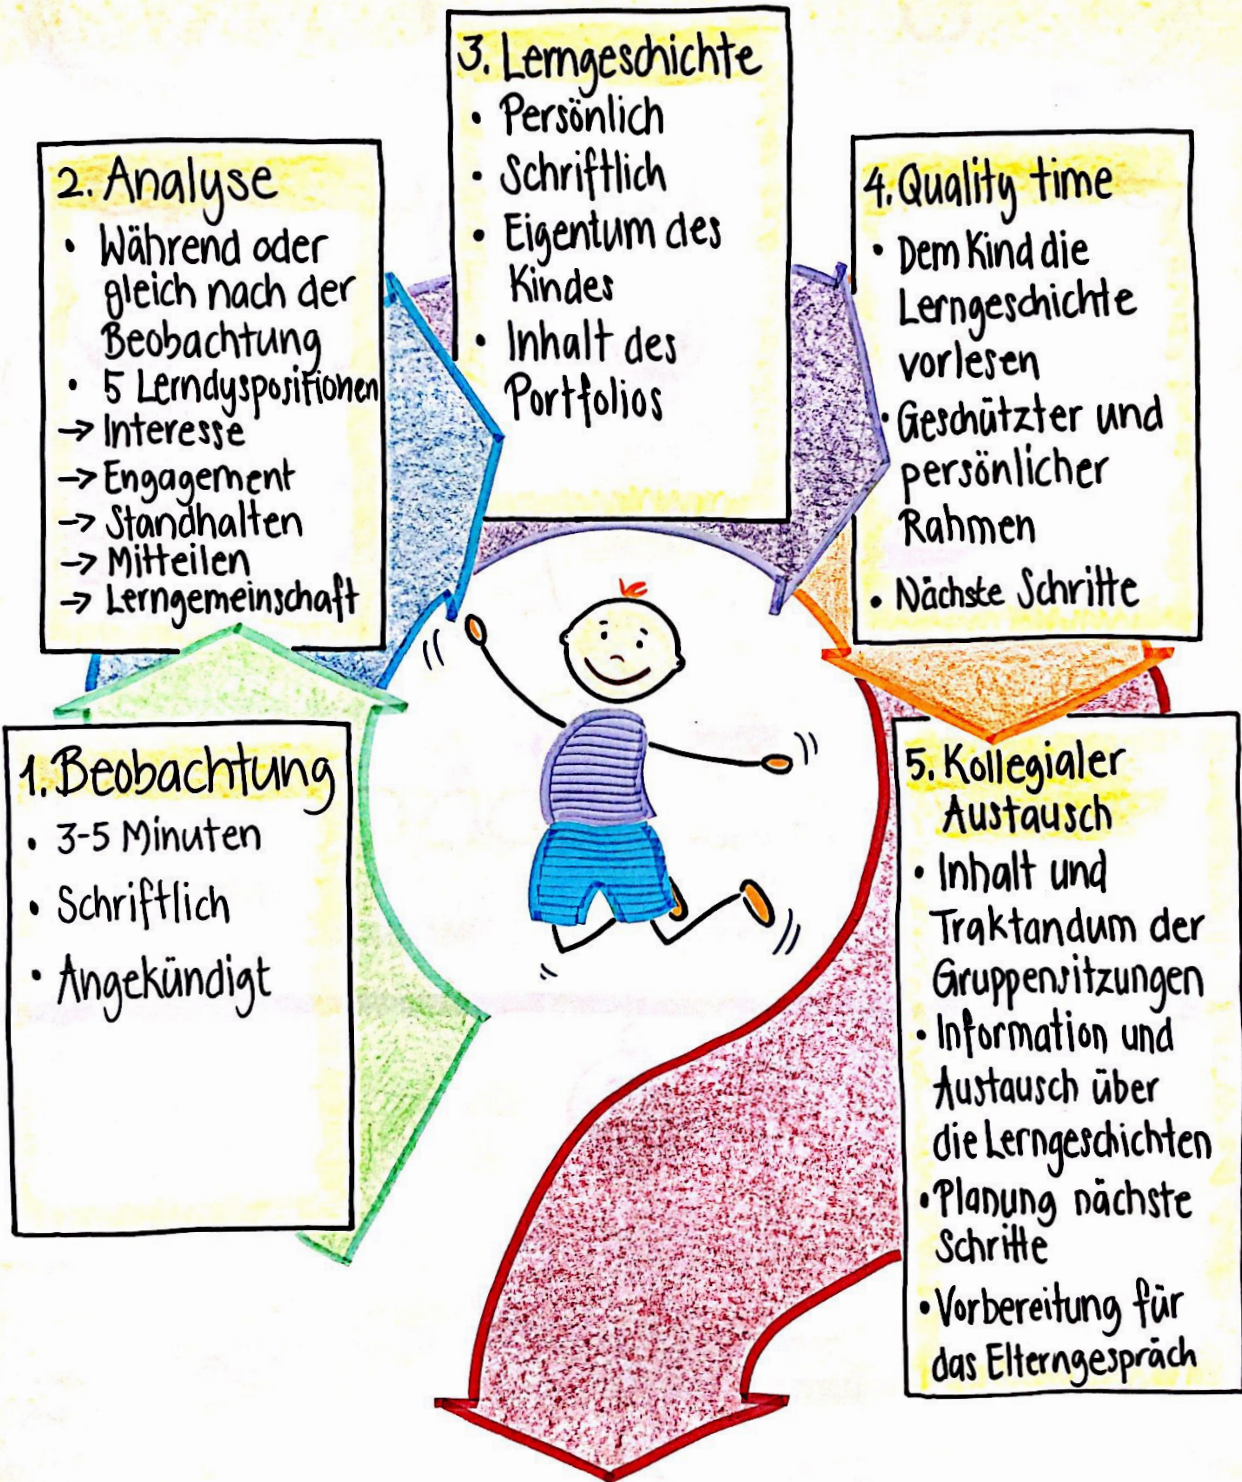 3. Lerngeschichte
• Persönlich
• Schriftlich
• Eigentum des
Kindes
• Inhalt des
Portfolios
2. Analyse
• Während oder
gleich nach der
Beobachtung
• 5 Lerndyspositionen
→ Interesse
→ Engagement
→ Standhalten
→ Mitteilen
→ Lerngemeinschaft
4. Quality time
• Dem Kind die
Lerngeschichte
vorlesen
• Geschützter und
persönlicher
Rahmen
• Nächste Schritte
1. Beobachtung
• 3-5 Minuten
• Schriftlich
• Angekündigt
5. Kollegialer
Austausch
• Inhalt und
Traktandum der
Gruppensitzungen
• Information und
Austausch über
die Lerngeschichten
• Planung nächste
Schritte
• Vorbereitung für
das Elterngespräch